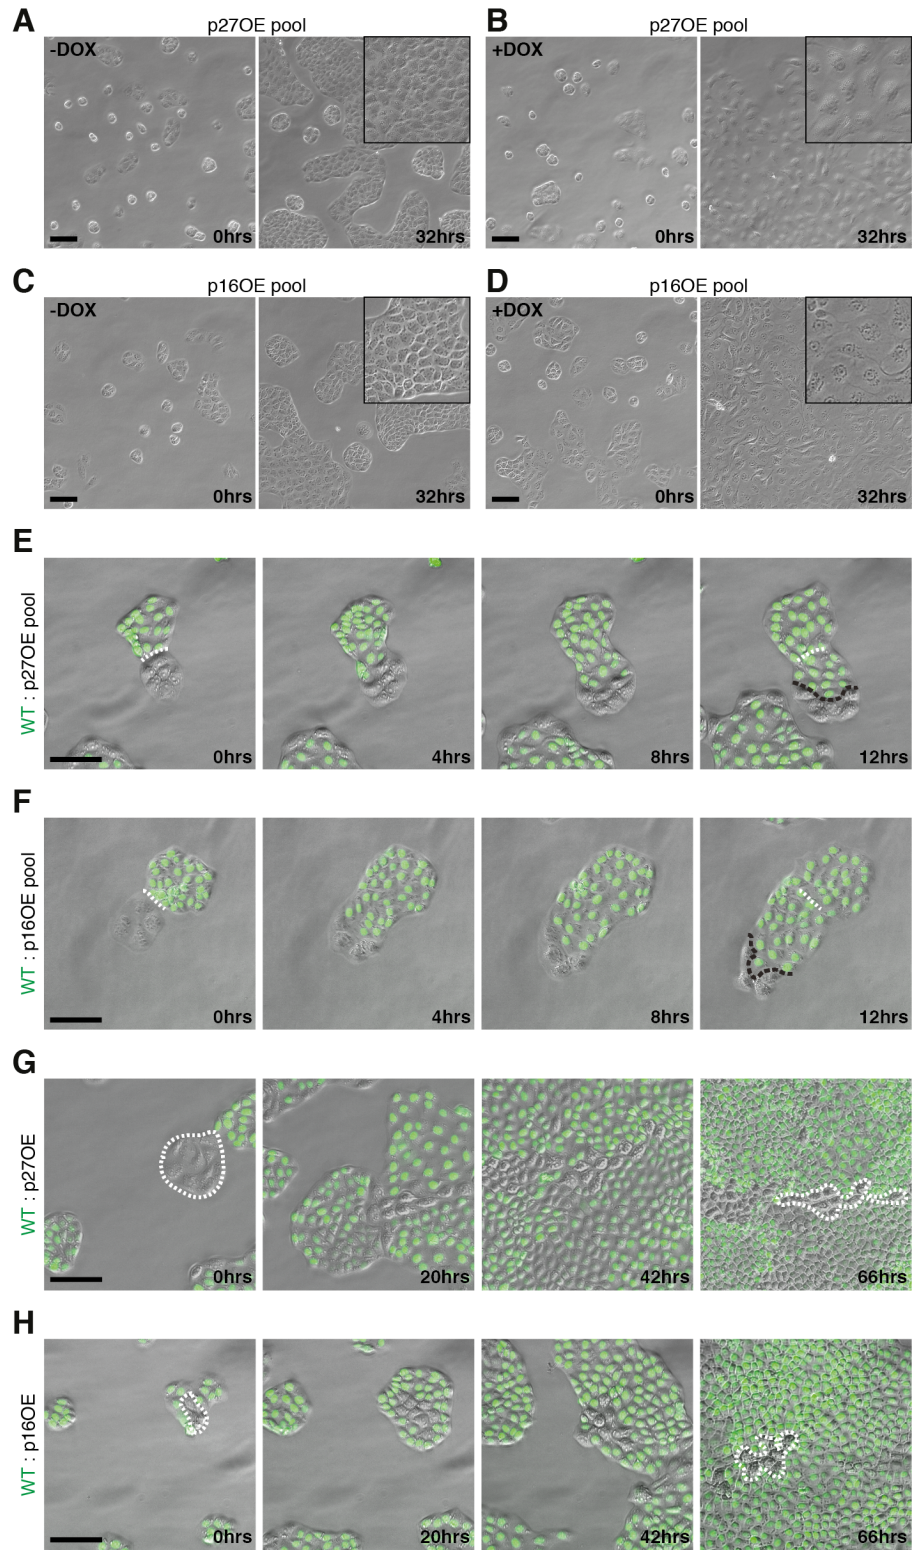 A
p27OE pool
-DOX
0hrs
32hrs
B
p27OE pool
+DOX
0hrs
32hrs
C
p16OE pool
-DOX
0hrs
32hrs
D
p16OE pool
+DOX
0hrs
32hrs
E
WT : p27OE pool
0hrs
4hrs
8hrs
12hrs
F
WT : p16OE pool
0hrs
4hrs
8hrs
12hrs
G
WT : p27OE
0hrs
20hrs
42hrs
66hrs
H
WT : p16OE
0hrs
20hrs
42hrs
66hrs